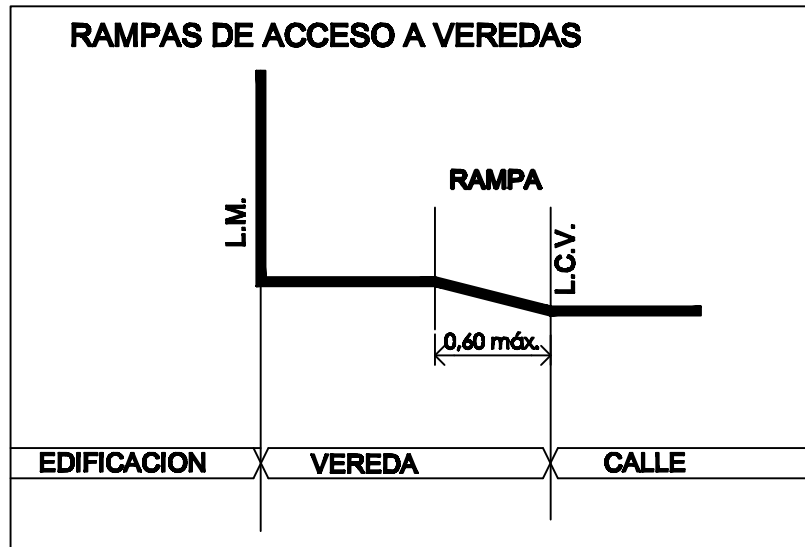 RAMPAS DE ACCESO A VEREDAS
RAMPA
L.M.
L.C.V.
0,60 máx.
EDIFICACION
VEREDA
CALLE